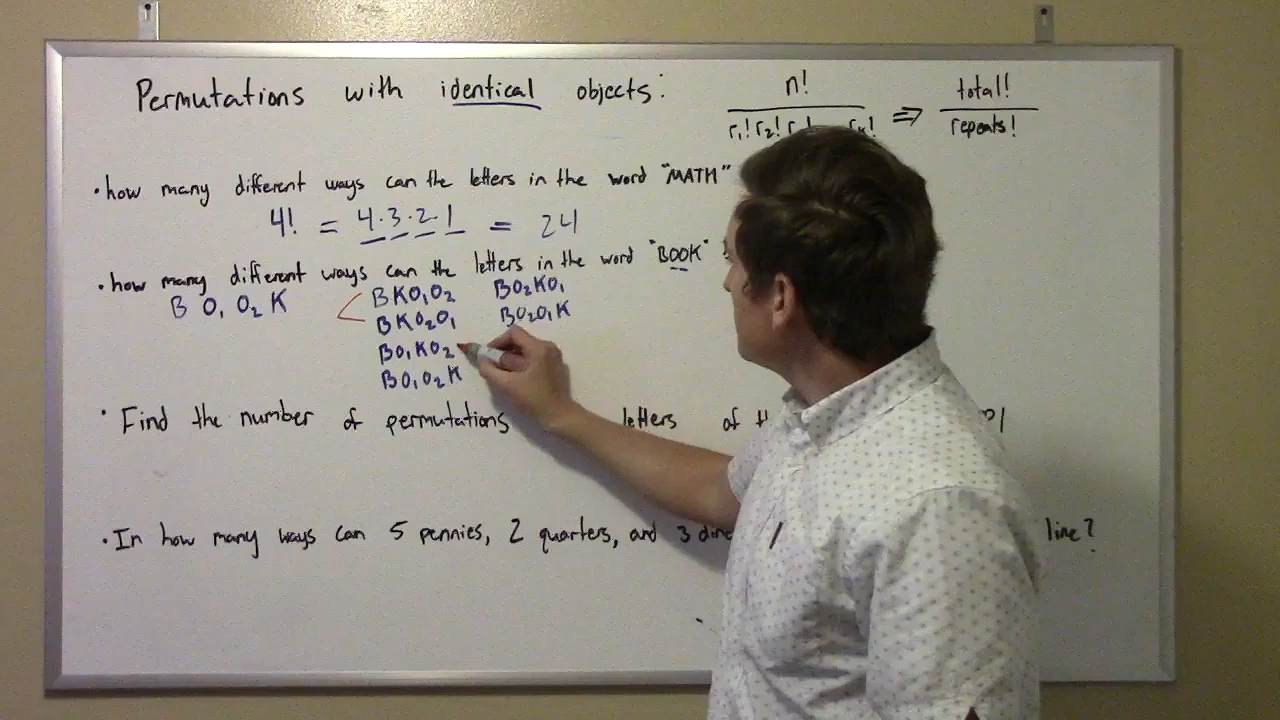 Permutations with identical objects:
n!
r₁! r₂! ! => total!
repeats!
• how many different ways can the letters in the word "MATH"
4! = 4·3·2·1 = 24
• how many different ways can the letters in the word "BOOK"
B O₁ O₂ K
BKO₁O₂ BO₂KO₁
BKO₂O₁ BO₂O₁K
BO₁KO₂
BO₁O₂K
• Find the number of permutations letters of
• In how many ways can 5 pennies, 2 quarters, and 3 line?